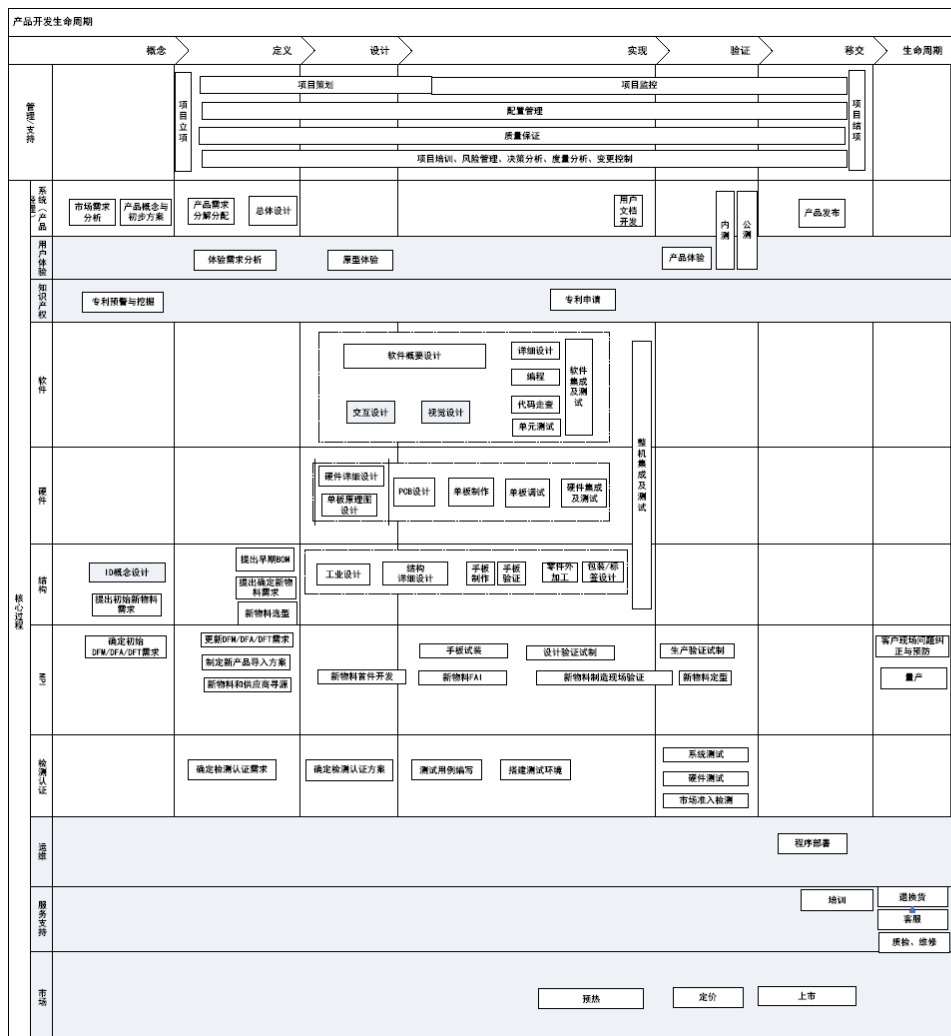 产品开发生命周期
概念
定义
设计
实现
验证
移交
生命周期
管理/支持
项目立项
项目策划
项目监控
配置管理
质量保证
项目培训、风险管理、决策分析、度量分析、变更控制
项目结项
核心过程
系统（产品
市场需求
分析
产品概念与
初步方案
产品需求
分解分配
总体设计
用户
文档
开发
内测
公测
产品发布
用户体验
体验需求分析
原型体验
产品体验
知识产权
专利预警与挖掘
专利申请
软件
软件概要设计
交互设计
视觉设计
详细设计
编程
代码走查
单元测试
软件
集成
及测
试
整机集成及测试
硬件
硬件详细设计
单板原理图
设计
PCB设计
单板制作
单板调试
硬件集成
及测试
结构
ID概念设计
提出初始新物料
需求
提出早期BOM
提出确定新物
料需求
新物料选型
工业设计
结构
详细设计
手板
制作
手板
验证
零件外
加工
包装/标
签设计
NPI
确定初始
DFM/DFA/DFT需求
更新DFM/DFA/DFT需求
制定新产品导入方案
新物料和供应商寻源
新物料首件开发
手板试装
新物料FAI
设计验证试制
新物料制造现场验证
生产验证试制
新物料定型
客户现场问题纠
正与预防
量产
检测认证
确定检测认证需求
确定检测认证方案
测试用例编写
搭建测试环境
系统测试
硬件测试
市场准入检测
运维
程序部署
服务支持
培训
退换货
客服
质检、维修
市场
预热
定价
上市